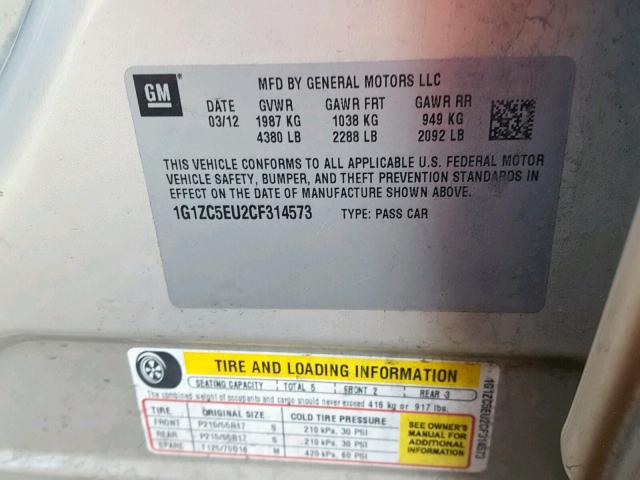 GM MFD BY GENERAL MOTORS LLC
DATE GVWR GAWR FRT GAWR RR
03/12 1987 KG 1038 KG 949 KG
4380 LB 2288 LB 2092 LB
THIS VEHICLE CONFORMS TO ALL APPLICABLE U.S. FEDERAL MOTOR
VEHICLE SAFETY, BUMPER, AND THEFT PREVENTION STANDARDS IN
EFFECT ON THE DATE OF MANUFACTURE SHOWN ABOVE.
1G1ZC5EU2CF314573 TYPE: PASS CAR
TIRE AND LOADING INFORMATION
SEATING CAPACITY TOTAL 5 FRONT 2 REAR 3
The combined weight of occupants and cargo should never exceed 416 kg or 917 lbs.
TIRE ORIGINAL SIZE COLD TIRE PRESSURE
FRONT P215/55R17 S 210 kPa, 30 PSI
REAR P215/55R17 S 210 kPa, 30 PSI
SPARE T125/70D16 M 420 kPa, 60 PSI
SEE OWNER'S
MANUAL FOR
ADDITIONAL
INFORMATION
1G1ZC5EU2CF314573